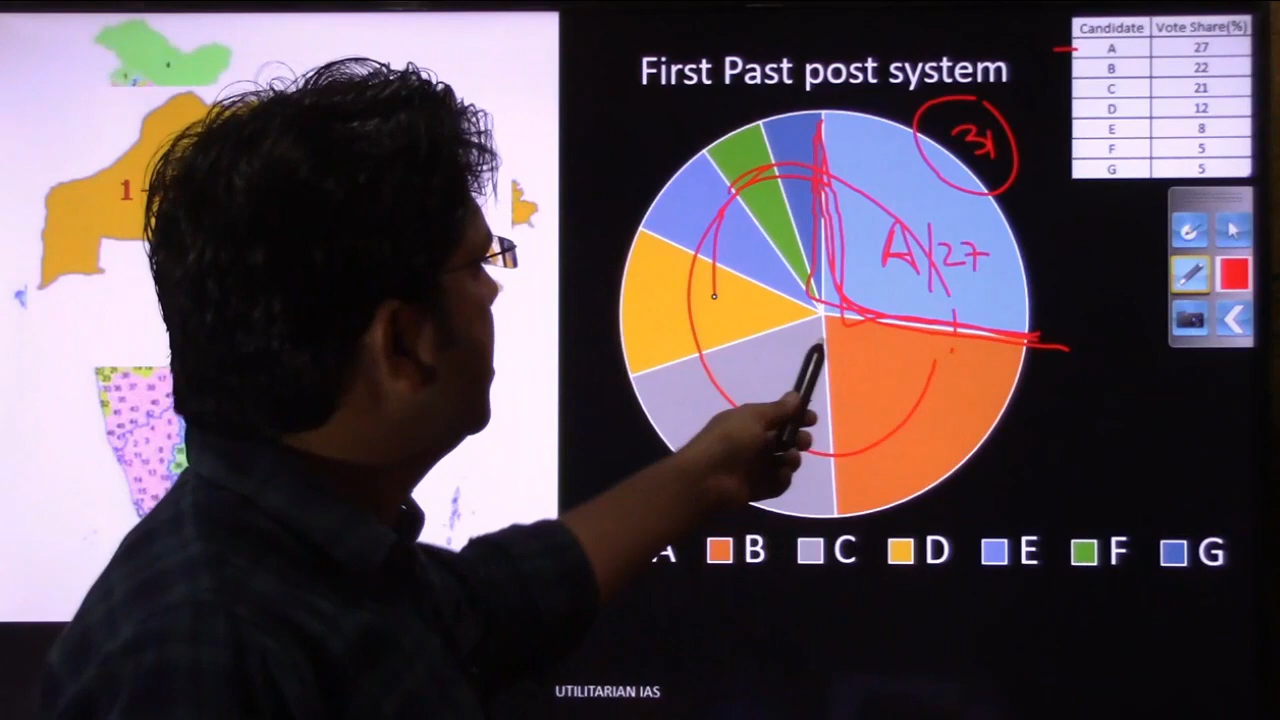 First Past post system
Candidate Vote Share(%)
A 27
B 22
C 21
D 12
E 8
F 5
G 5
31
A 27
1
A B C D E F G
UTILITARIAN IAS